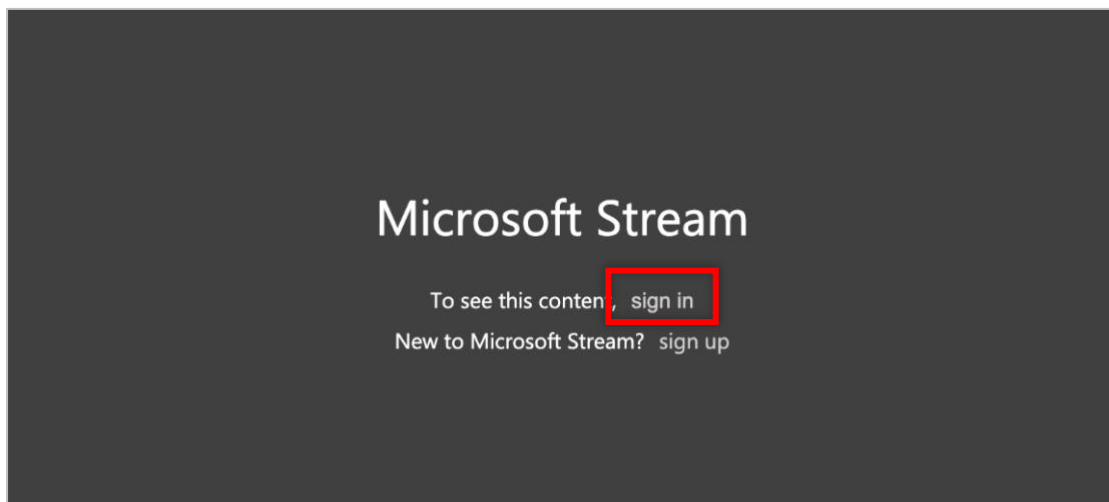 Microsoft Stream
To see this content, sign in
New to Microsoft Stream? sign up